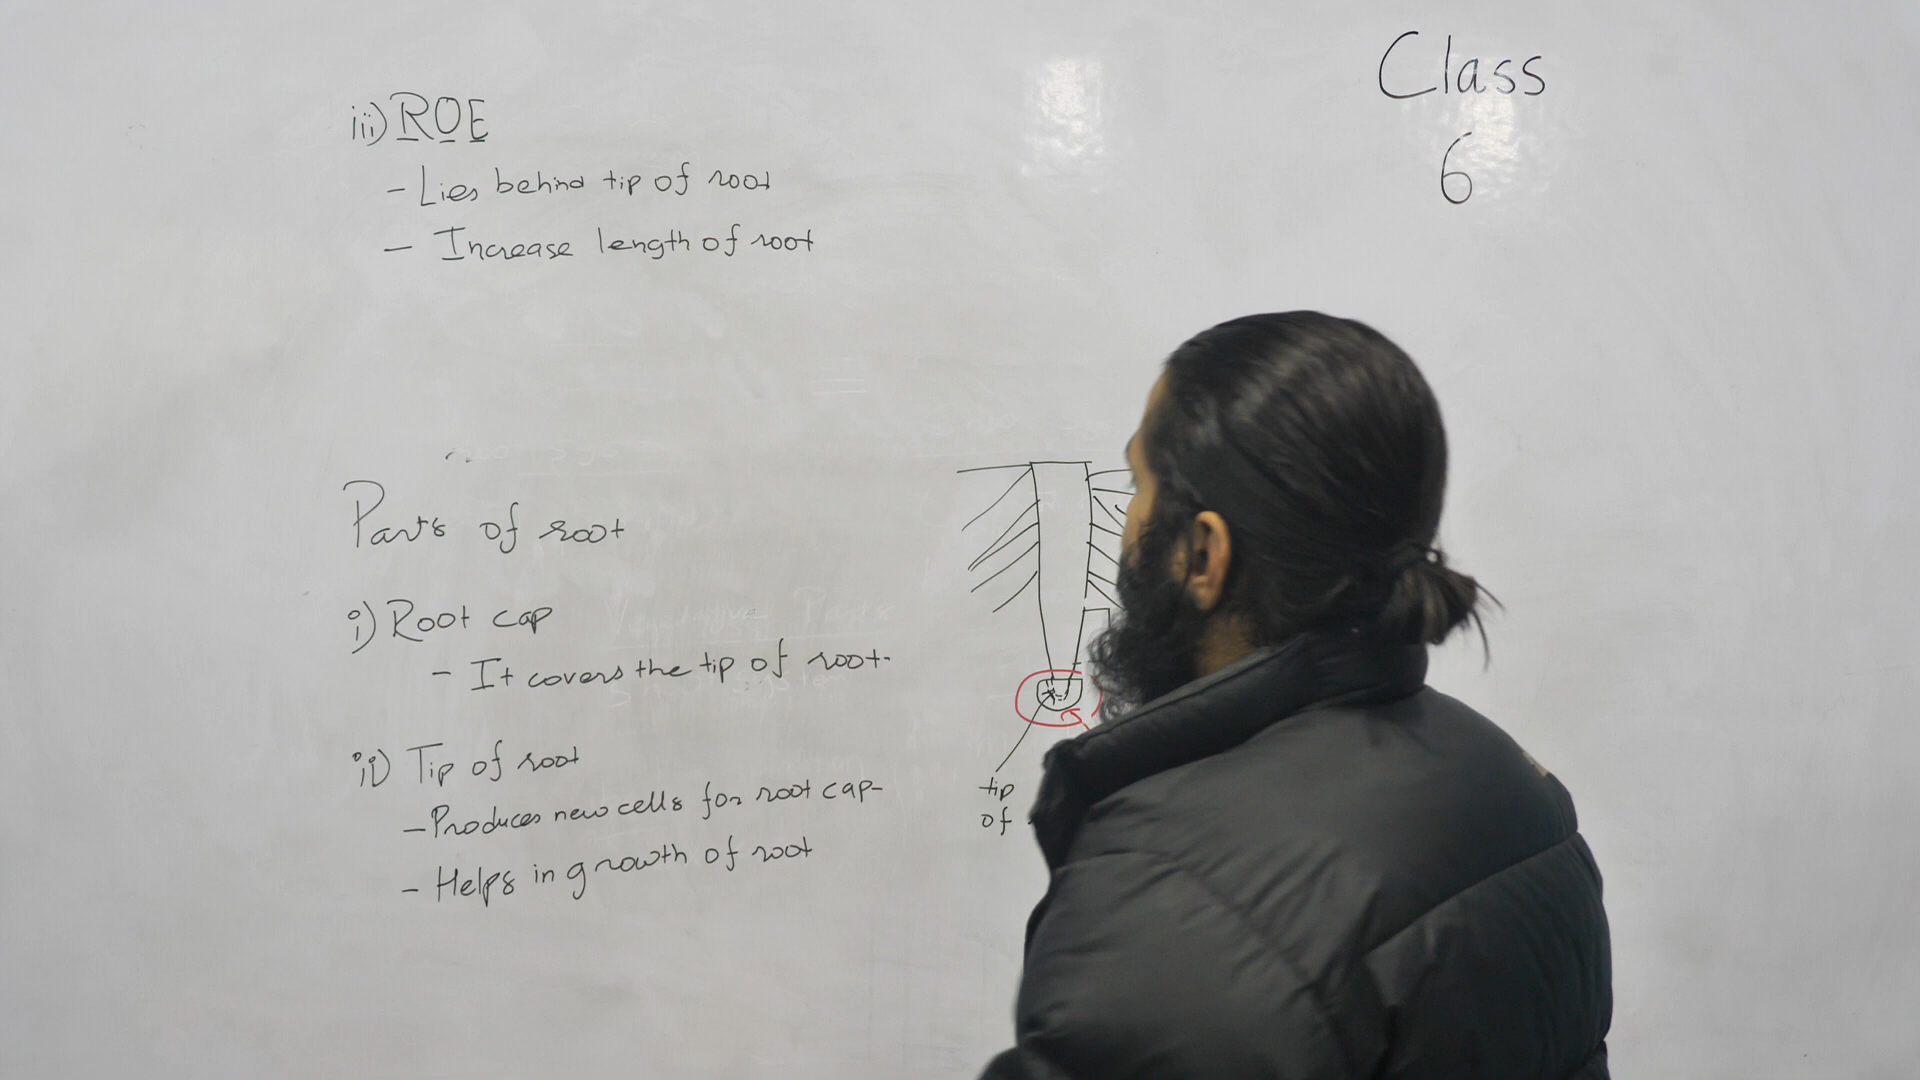 Class
6
iii) ROE
- Lies behind tip of root
- Increase length of root
Parts of root
i) Root cap
- It covers the tip of root.
ii) Tip of root
- Produces new cells for root cap-
- Helps in growth of root
tip
of